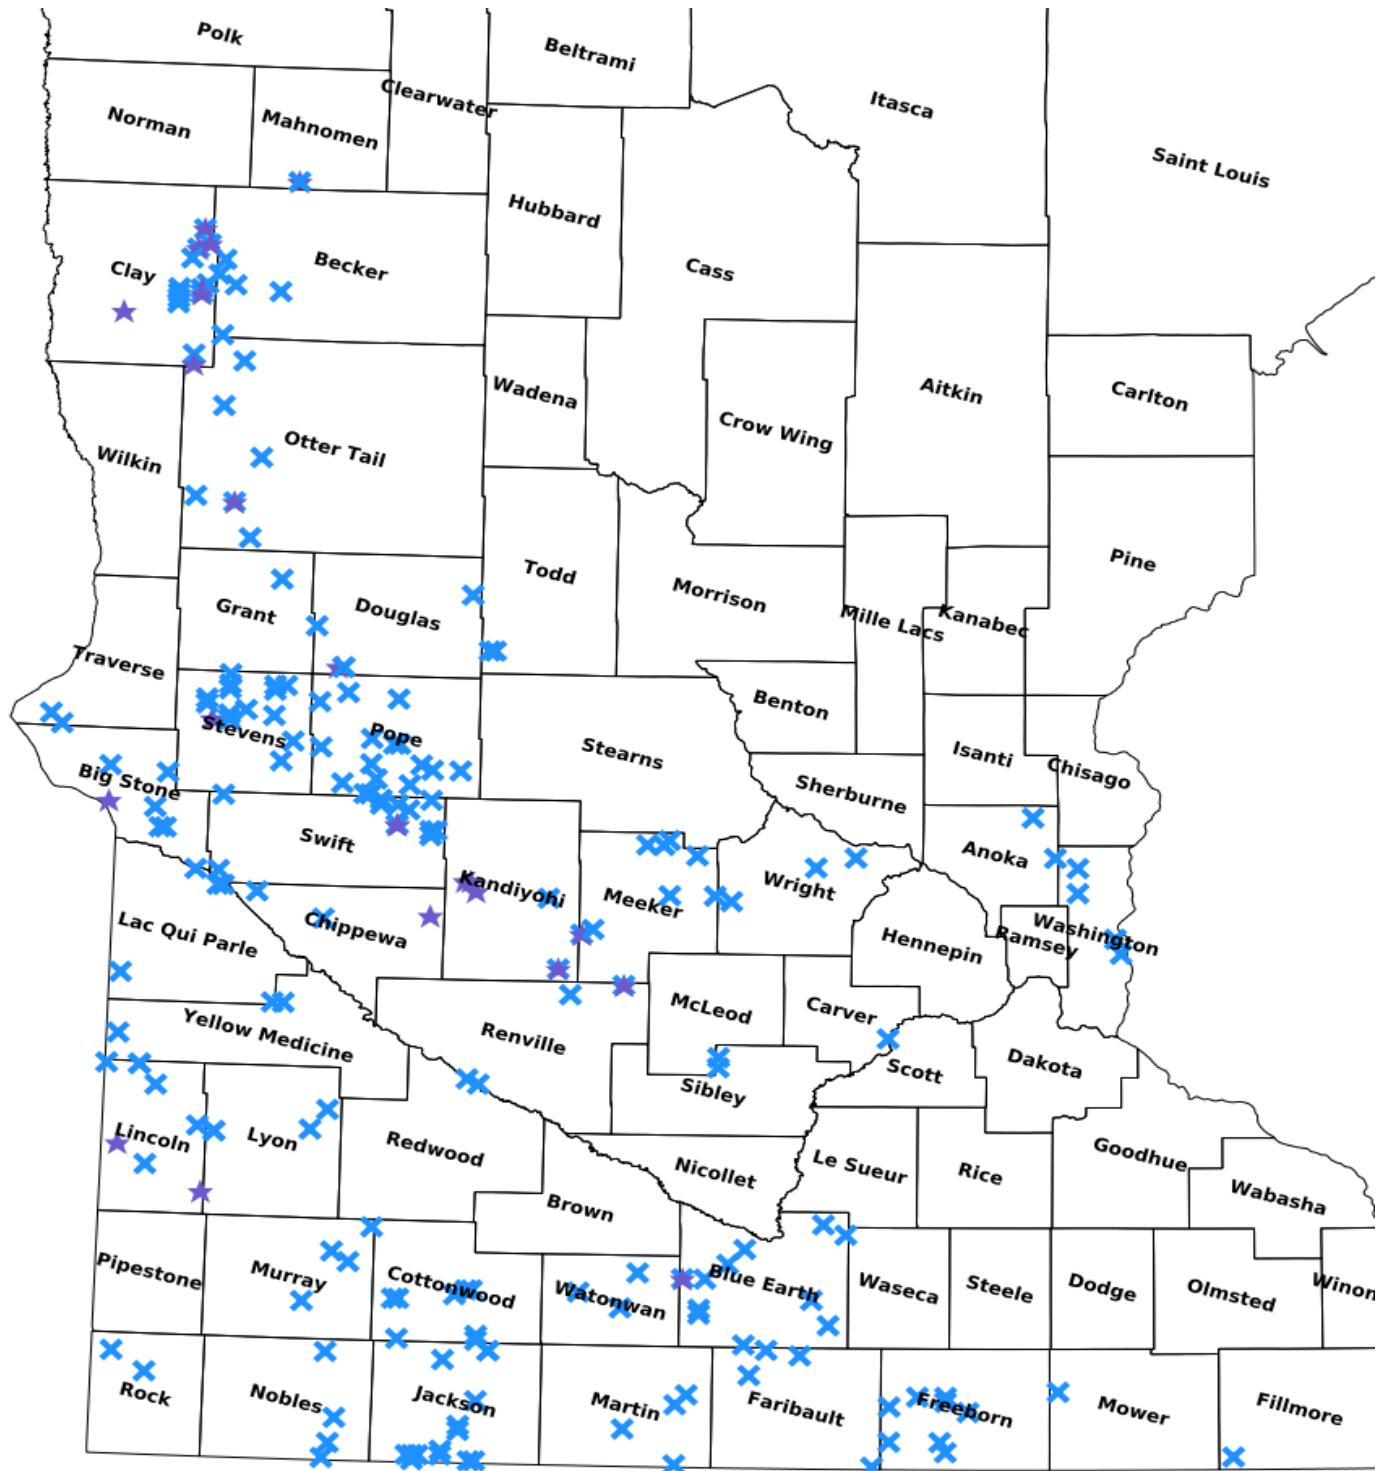 Polk
Beltrami
Clearwater
Itasca
Norman
Mahnomen
Saint Louis
Hubbard
Clay
Becker
Cass
Wadena
Aitkin
Carlton
Crow Wing
Otter Tail
Wilkin
Pine
Todd
Morrison
Grant
Douglas
Mille Lacs
Kanabec
Traverse
Benton
Stevens
Pope
Stearns
Isanti
Chisago
Big Stone
Sherburne
Swift
Anoka
Kandiyohi
Wright
Meeker
Chippewa
Lac Qui Parle
Hennepin
Ramsey
Washington
McLeod
Carver
Yellow Medicine
Renville
Scott
Dakota
Sibley
Lincoln
Lyon
Redwood
Nicollet
Le Sueur
Rice
Goodhue
Brown
Wabasha
Pipestone
Murray
Cottonwood
Watonwan
Blue Earth
Waseca
Steele
Dodge
Olmsted
Winon
Rock
Nobles
Jackson
Martin
Faribault
Freeborn
Mower
Fillmore